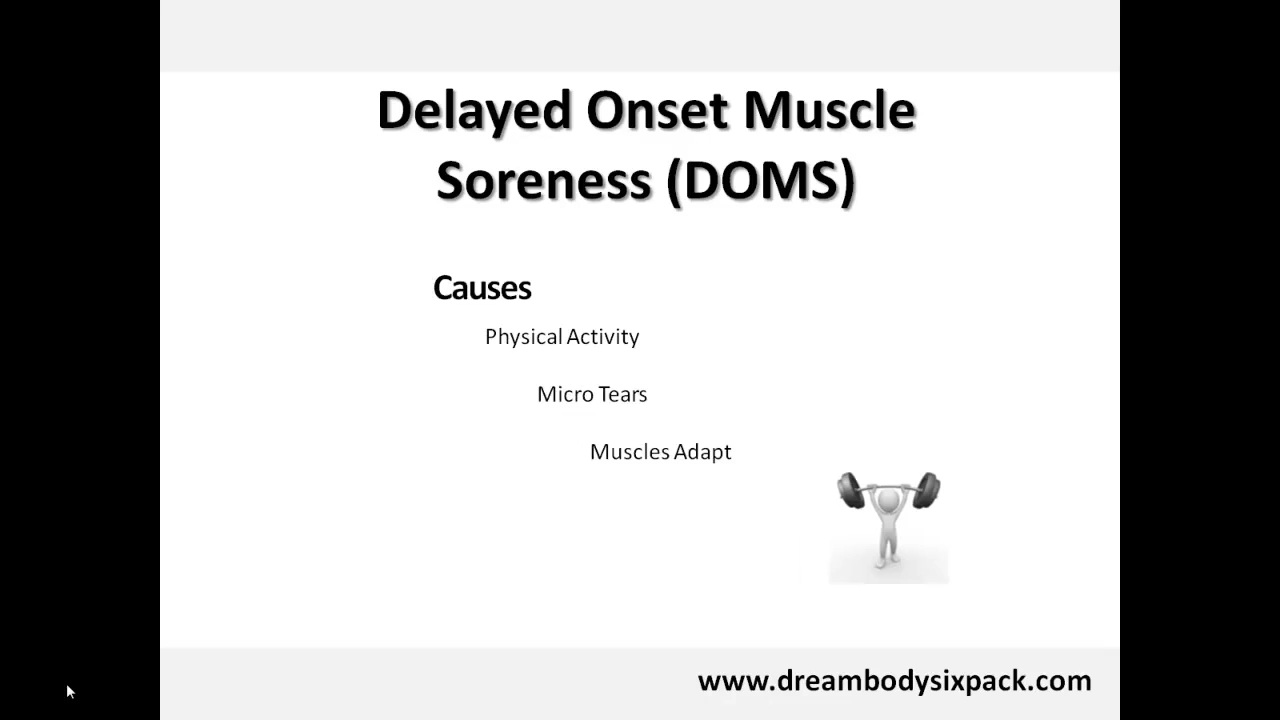 Delayed Onset Muscle
Soreness (DOMS)
Causes
Physical Activity
Micro Tears
Muscles Adapt
www.dreambodysixpack.com